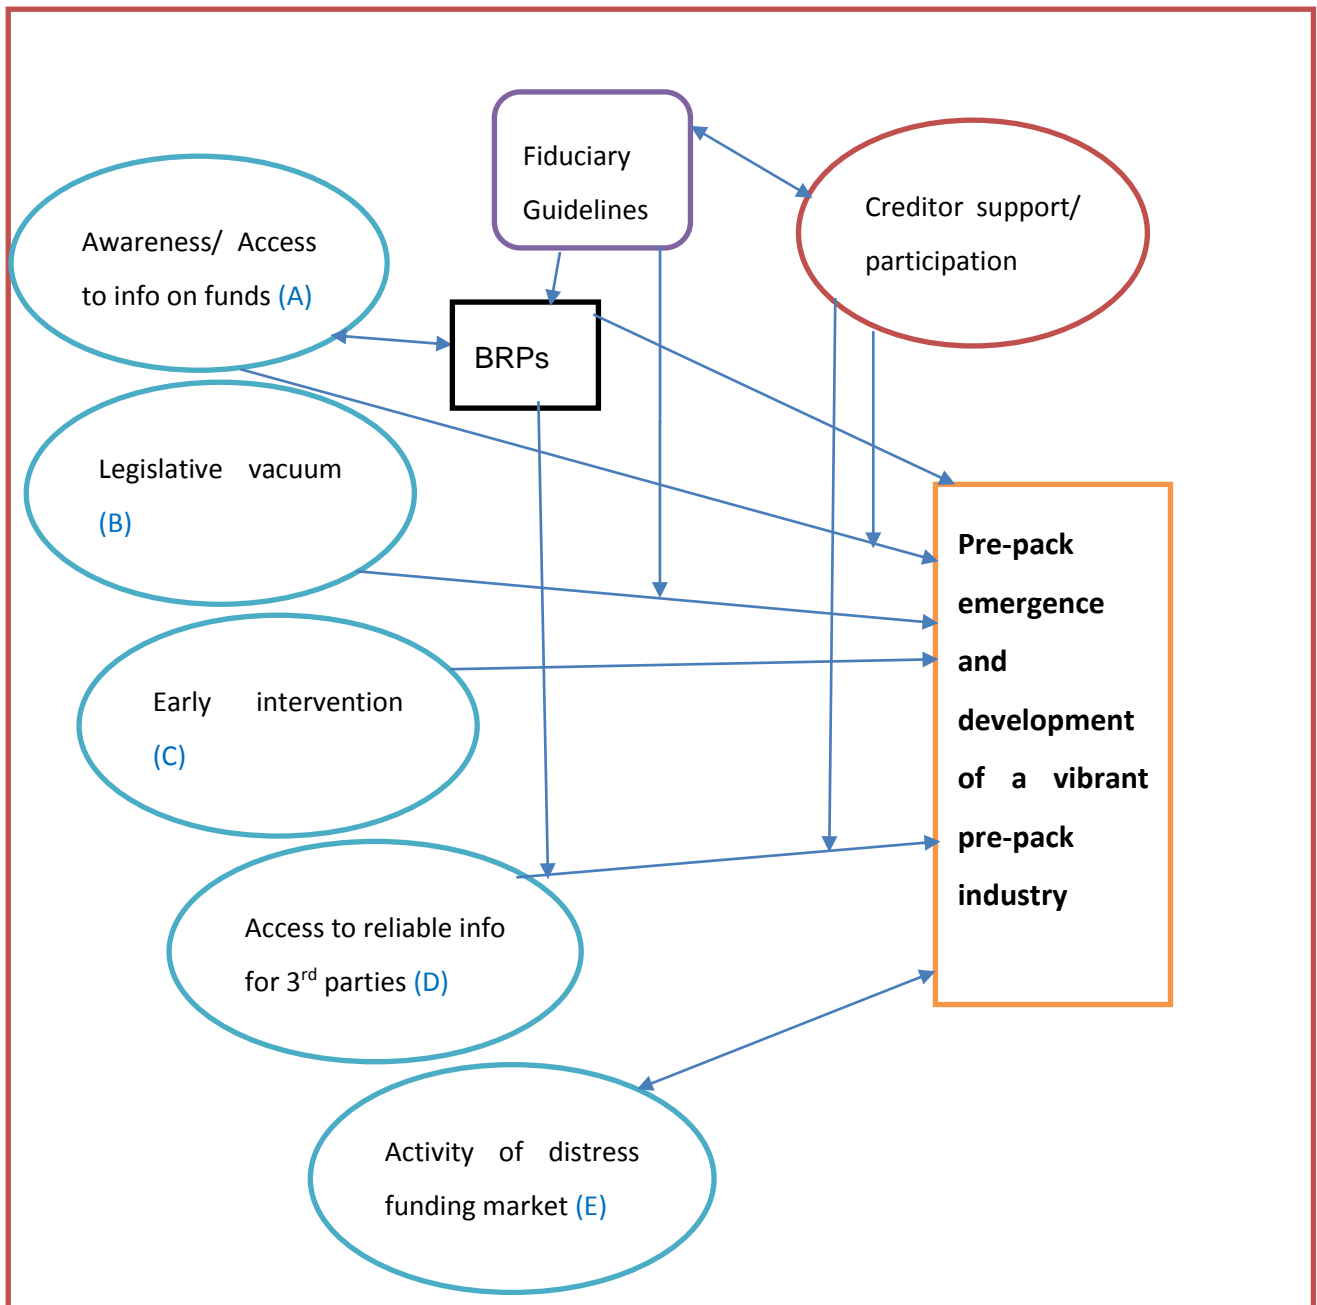 Fiduciary
Guidelines
Creditor support/
participation
Awareness/ Access
to info on funds (A)
BRPs
Legislative vacuum
(B)
Early intervention
(C)
Access to reliable info
for 3rd parties (D)
Activity of distress
funding market (E)
Pre-pack
emergence
and
development
of a vibrant
pre-pack
industry